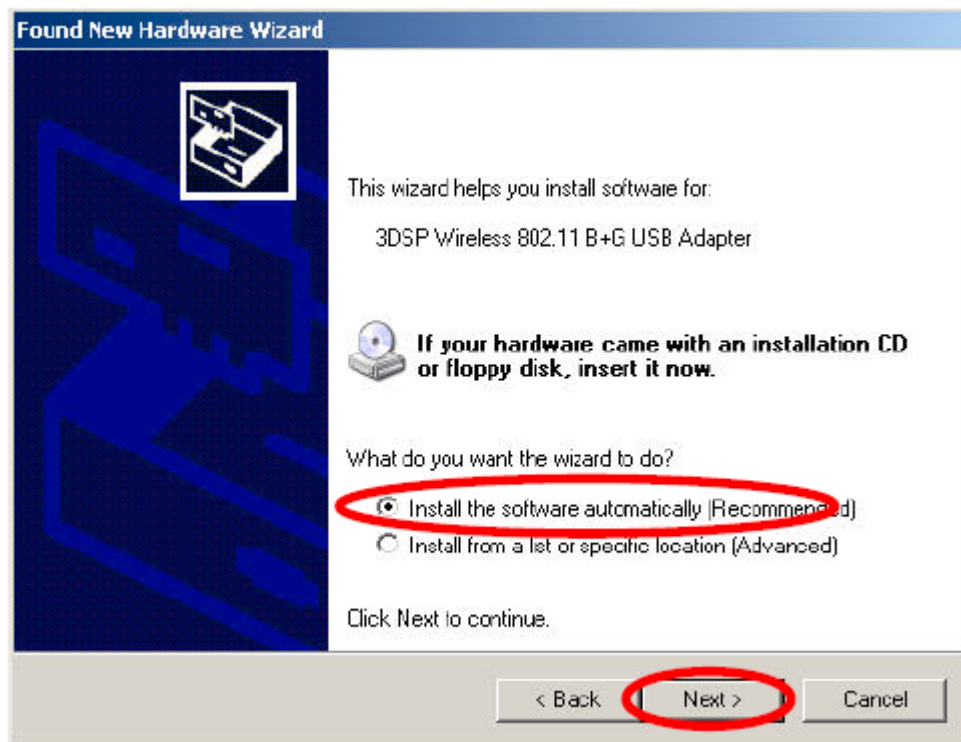 Found New Hardware Wizard
This wizard helps you install software for:
3DSP Wireless 802.11 B+G USB Adapter
If your hardware came with an installation CD
or floppy disk, insert it now.
What do you want the wizard to do?
Install the software automatically (Recommended)
Install from a list or specific location (Advanced)
Click Next to continue.
< Back
Next >
Cancel